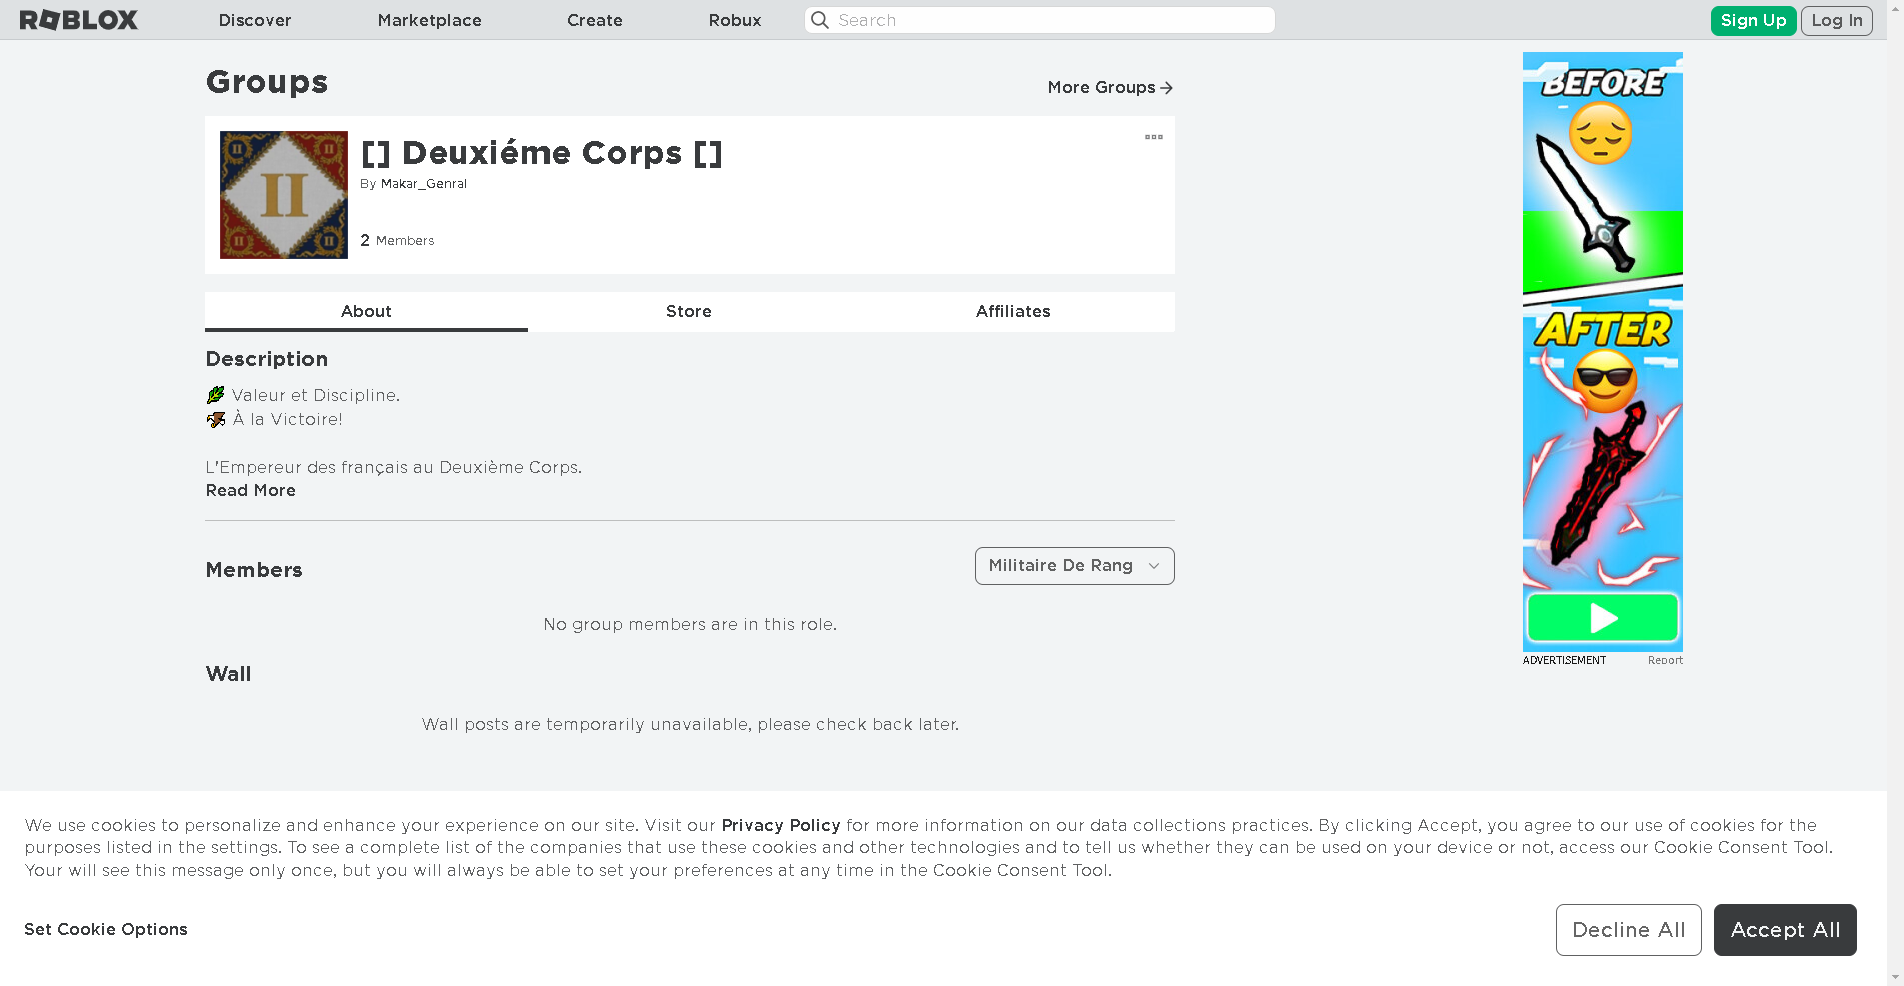 ROBLOX
Discover
Marketplace
Create
Robux
Search
Sign Up
Log In
Groups
More Groups
II
II
II
II
II
[] Deuxiéme Corps []
By Makar_Genral
2 Members
About
Store
Affiliates
Description
Valeur et Discipline.
À la Victoire!
L'Empereur des français au Deuxième Corps.
Read More
Members
Militaire De Rang
No group members are in this role.
Wall
Wall posts are temporarily unavailable, please check back later.
BEFORE
AFTER
ADVERTISEMENT
Report
We use cookies to personalize and enhance your experience on our site. Visit our Privacy Policy for more information on our data collections practices. By clicking Accept, you agree to our use of cookies for the
purposes listed in the settings. To see a complete list of the companies that use these cookies and other technologies and to tell us whether they can be used on your device or not, access our Cookie Consent Tool.
Your will see this message only once, but you will always be able to set your preferences at any time in the Cookie Consent Tool.
Set Cookie Options
Decline All
Accept All